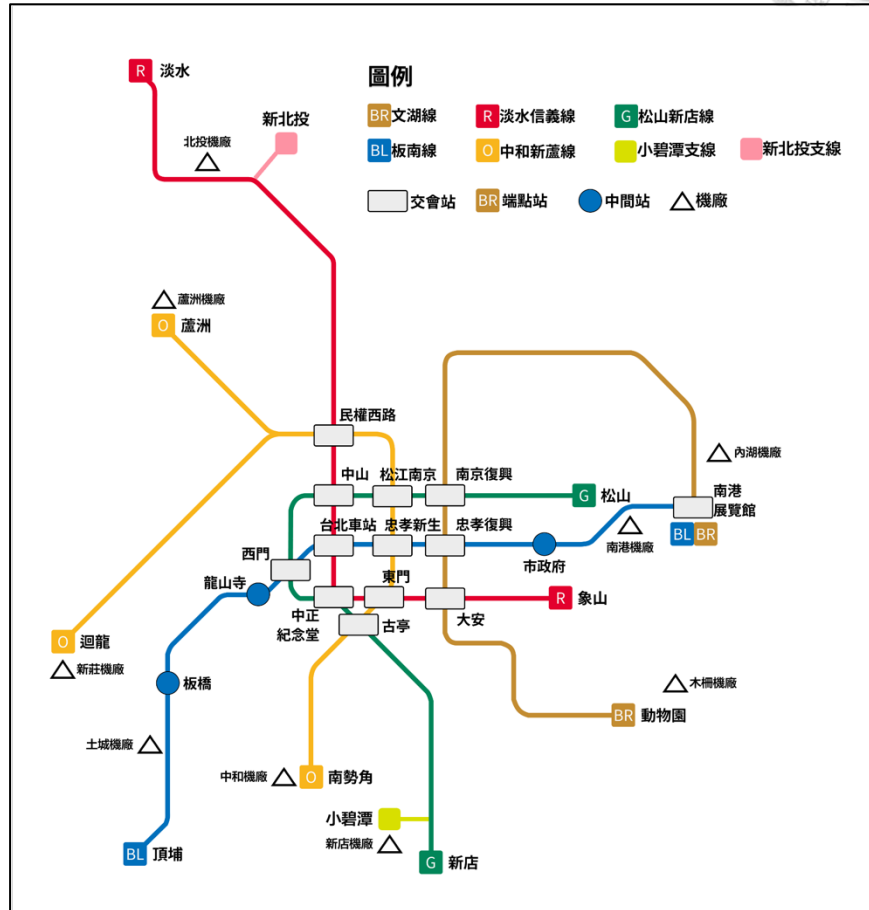 R 淡水
新北投
北投機廠
圖例
BR 文湖線
R 淡水信義線
G 松山新店線
BL 板南線
O 中和新蘆線
小碧潭支線
新北投支線
交會站
BR 端點站
中間站
機廠
蘆洲機廠
O 蘆洲
民權西路
中山
松江南京
南京復興
G 松山
內湖機廠
南港
展覽館
BL BR
台北車站
忠孝新生
忠孝復興
市政府
南港機廠
西門
龍山寺
東門
中正
紀念堂
古亭
大安
R 象山
O 迴龍
新莊機廠
板橋
木柵機廠
BR 動物園
土城機廠
中和機廠
O 南勢角
小碧潭
新店機廠
BL 頂埔
G 新店